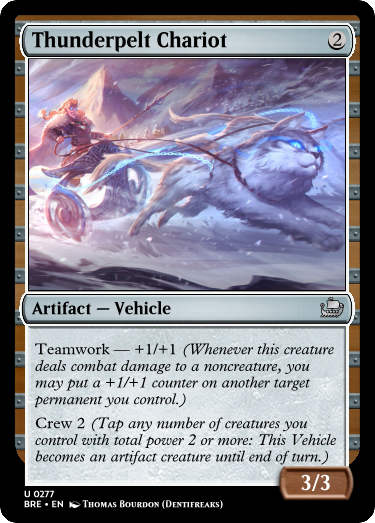 Thunderpelt Chariot 2
Artifact — Vehicle
Teamwork — +1/+1 (Whenever this creature
deals combat damage to a noncreature, you
may put a +1/+1 counter on another target
permanent you control.)
Crew 2 (Tap any number of creatures you
control with total power 2 or more: This Vehicle
becomes an artifact creature until end of turn.)
3/3
U 0277
BRE • EN Thomas Bourdon (Dentifreaks)